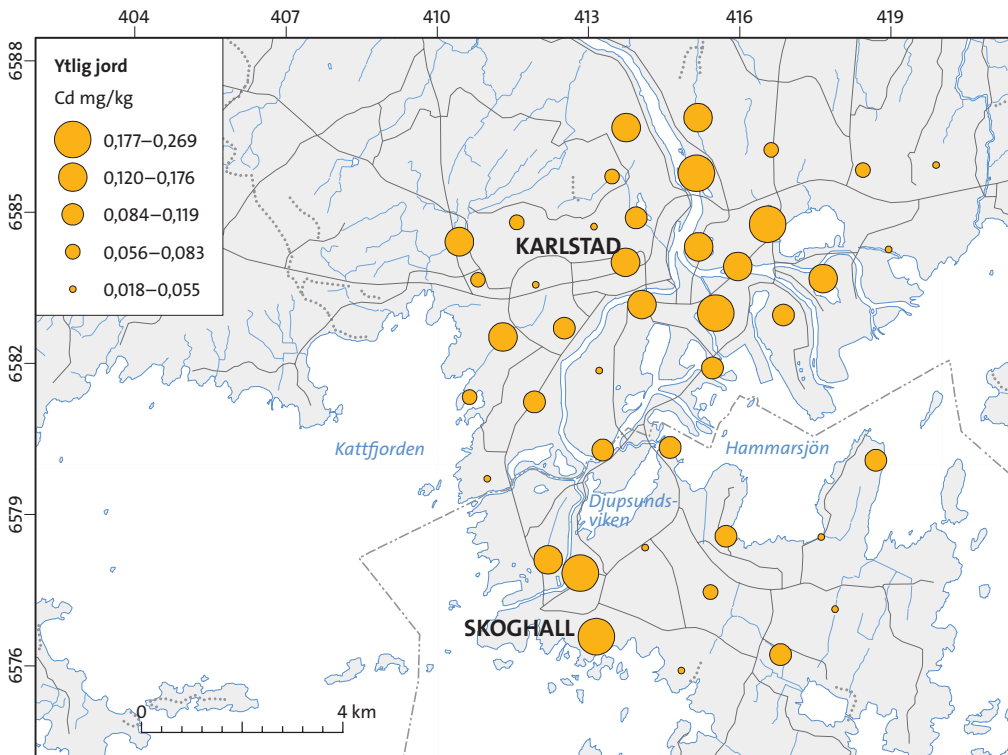 404 407 410 413 416 419
6588
6585
6582
6579
6576
Ytlig jord
Cd mg/kg
0,177–0,269
0,120–0,176
0,084–0,119
0,056–0,083
0,018–0,055
KARLSTAD
Kattfjorden
Hammarsjön
Djupsunds-
viken
SKOGHALL
0 4 km